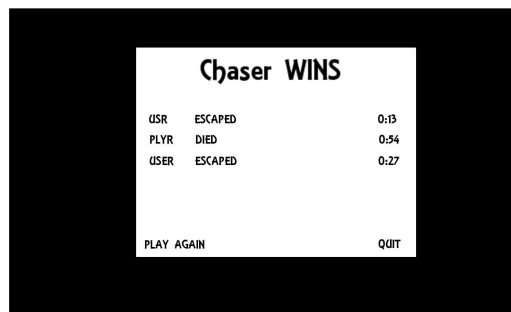 Chaser WINS
USR ESCAPED 0:13
PLYR DIED 0:54
USER ESCAPED 0:27
PLAY AGAIN QUIT